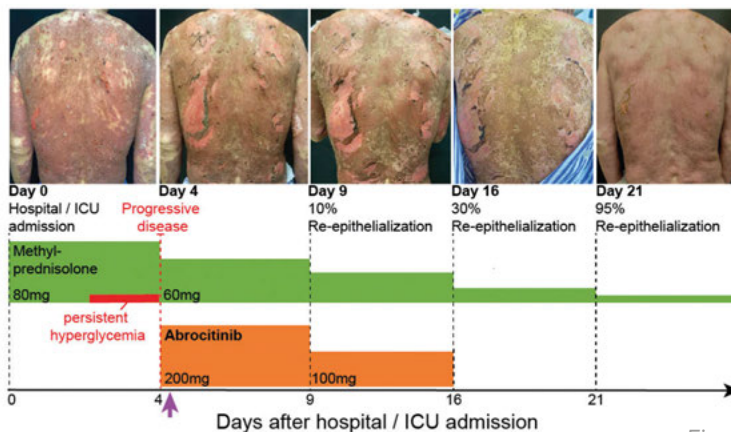 Day 0
Hospital / ICU
admission
Day 4
Progressive
disease
Day 9
10%
Re-epithelialization
Day 16
30%
Re-epithelialization
Day 21
95%
Re-epithelialization
Methyl-
prednisolone
80mg
60mg
persistent
hyperglycemia
Abrocitinib
200mg
100mg
0 4 9 16 21
Days after hospital / ICU admission